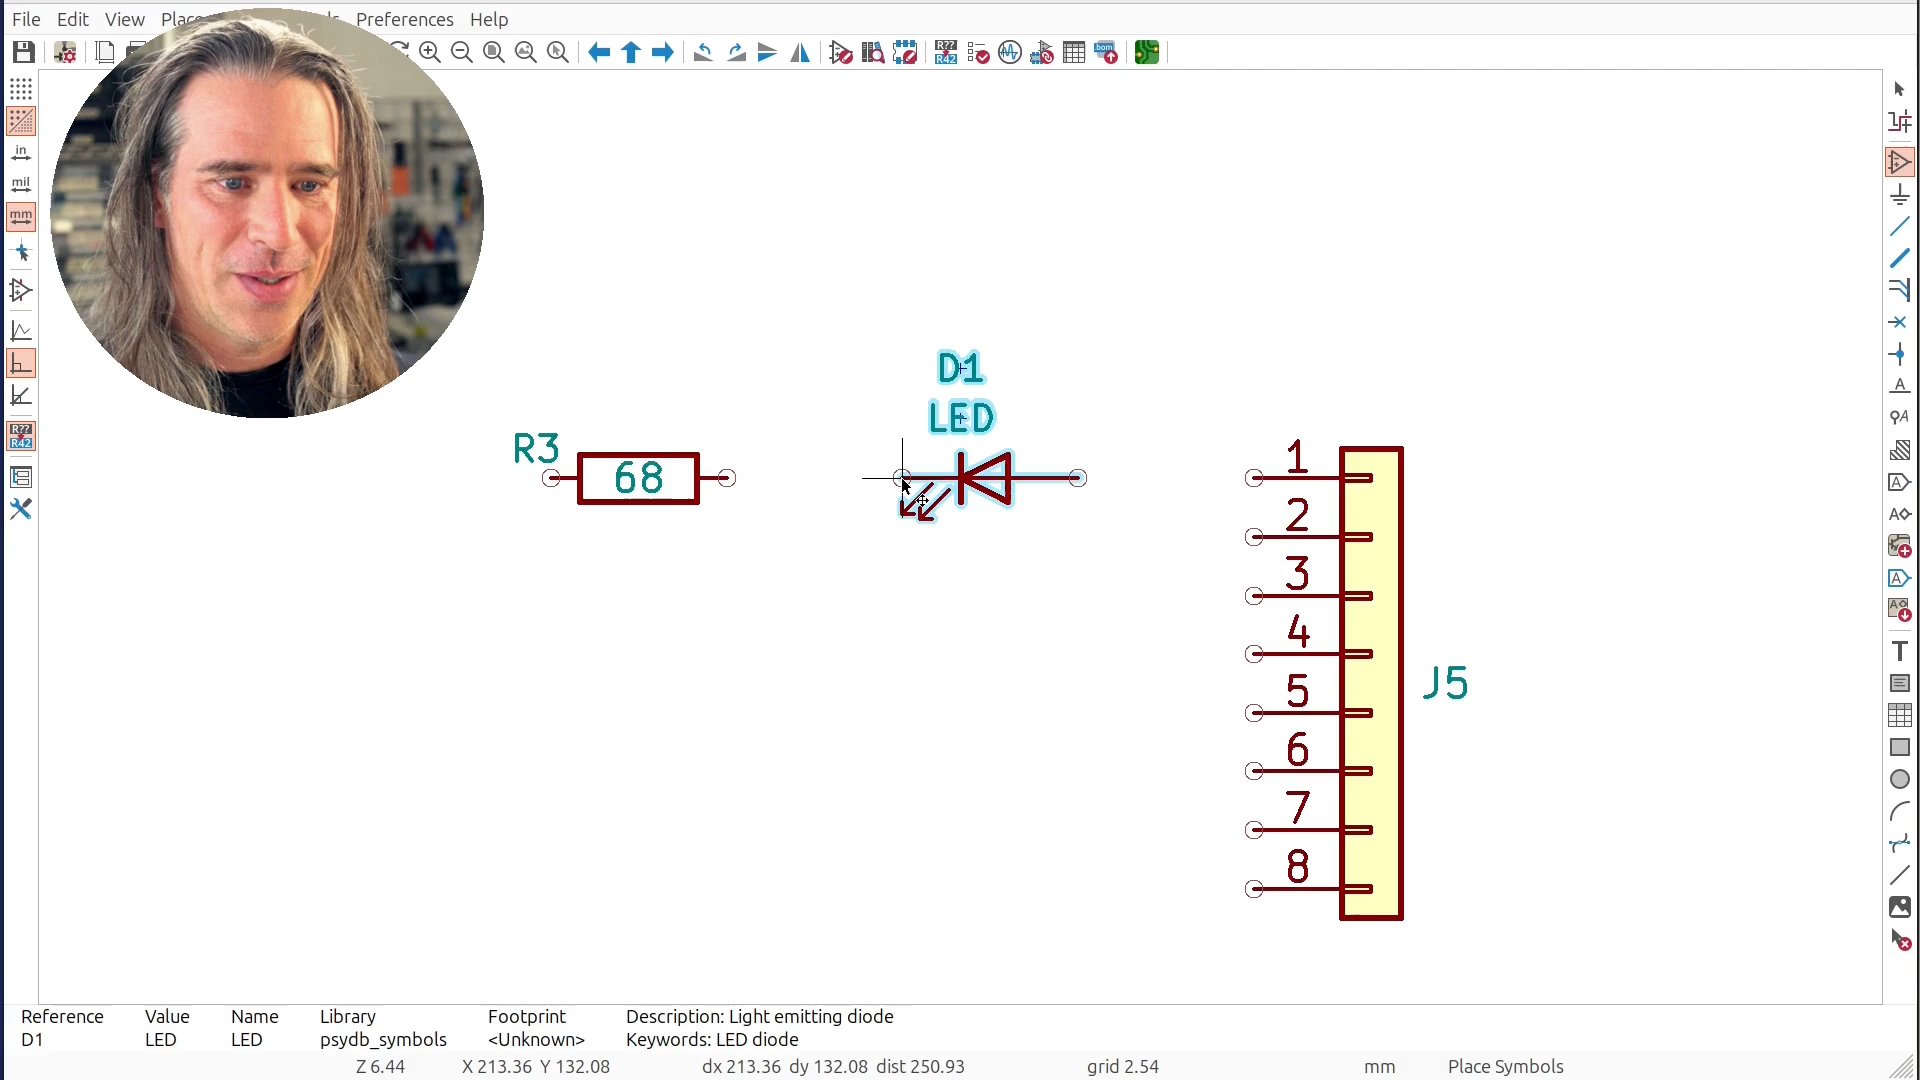 File Edit View Place Preferences Help
in
mil
mm
R??
R42
R??
R42
bom
D1
LED
R3
68
1
2
3
4
5
6
7
8
J5
A
A
A
A
A
A
T
Reference Value Name Library Footprint Description: Light emitting diode
D1 LED LED psydb_symbols <Unknown> Keywords: LED diode
Z 6.44 X 213.36 Y 132.08 dx 213.36 dy 132.08 dist 250.93 grid 2.54 mm Place Symbols